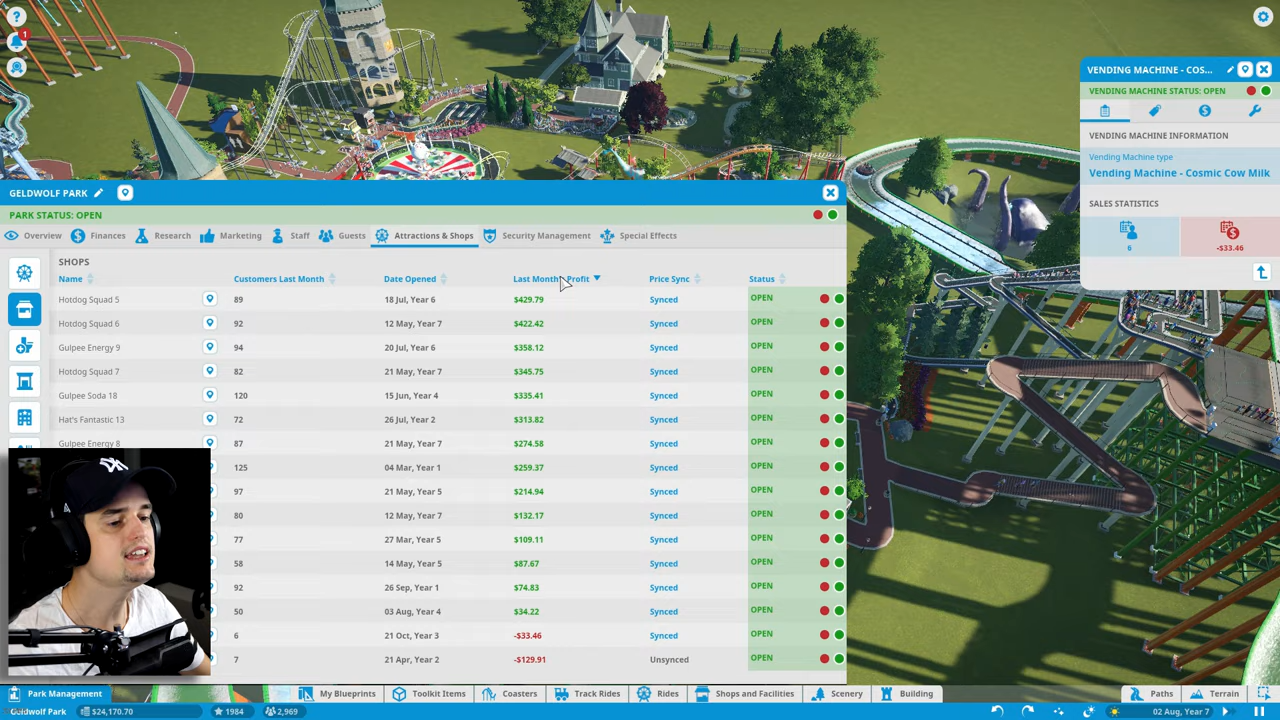 ?
1
VENDING MACHINE - COS...
VENDING MACHINE STATUS: OPEN
VENDING MACHINE INFORMATION
Vending Machine type
Vending Machine - Cosmic Cow Milk
SALES STATISTICS
6 -$33.46
GELDWOLF PARK
PARK STATUS: OPEN
Overview Finances Research Marketing Staff Guests Attractions & Shops Security Management Special Effects
SHOPS
Name Customers Last Month Date Opened Last Month Profit Price Sync Status
Hotdog Squad 5 89 18 Jul, Year 6 $429.79 Synced OPEN
Hotdog Squad 6 92 12 May, Year 7 $422.42 Synced OPEN
Gulpee Energy 9 94 20 Jul, Year 6 $358.12 Synced OPEN
Hotdog Squad 7 82 21 May, Year 7 $345.75 Synced OPEN
Gulpee Soda 18 120 15 Jun, Year 4 $335.41 Synced OPEN
Hat's Fantastic 13 72 26 Jul, Year 2 $313.82 Synced OPEN
Gulpee Energy 8 87 21 May, Year 7 $274.58 Synced OPEN
125 04 Mar, Year 1 $259.37 Synced OPEN
97 21 May, Year 5 $214.94 Synced OPEN
80 12 May, Year 7 $132.17 Synced OPEN
77 27 Mar, Year 5 $109.11 Synced OPEN
58 14 May, Year 5 $87.67 Synced OPEN
92 26 Sep, Year 1 $74.83 Synced OPEN
50 03 Aug, Year 4 $34.22 Synced OPEN
6 21 Oct, Year 3 -$33.46 Synced OPEN
7 21 Apr, Year 2 -$129.91 Unsynced OPEN
Park Management My Blueprints Toolkit Items Coasters Track Rides Rides Shops and Facilities Scenery Building Paths Terrain
Geldwolf Park $24,170.70 1984 2,969 02 Aug, Year 7